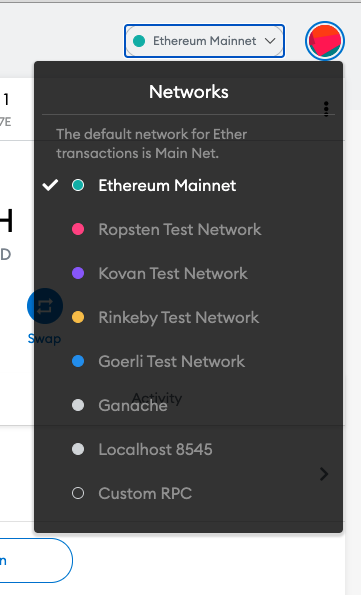 Ethereum Mainnet
1
7E
Networks
The default network for Ether
transactions is Main Net.
Ethereum Mainnet
H
Ropsten Test Network
D
Kovan Test Network
Rinkeby Test Network
Swap
Goerli Test Network
Activity
Ganache
Localhost 8545
Custom RPC
n